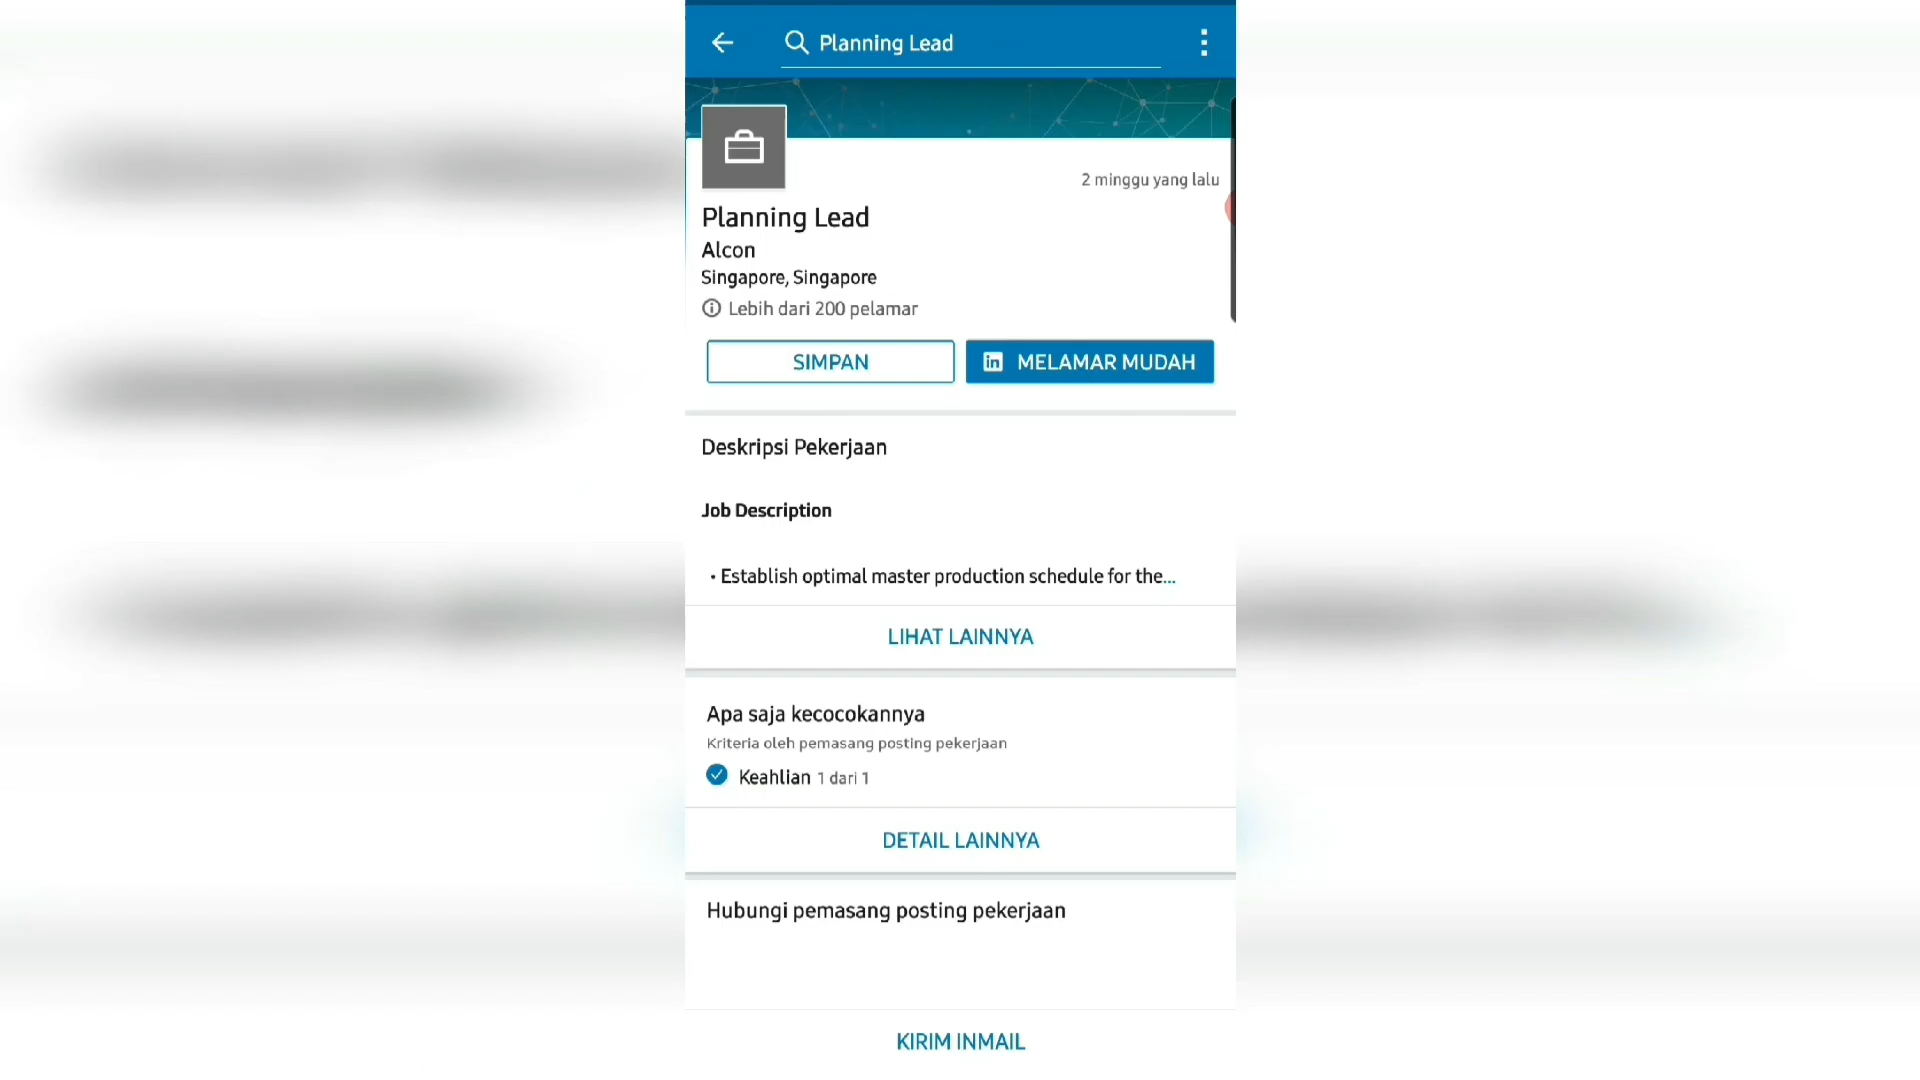 Planning Lead
2 minggu yang lalu
Planning Lead
Alcon
Singapore, Singapore
Lebih dari 200 pelamar
SIMPAN
in MELAMAR MUDAH
Deskripsi Pekerjaan
Job Description
• Establish optimal master production schedule for the...
LIHAT LAINNYA
Apa saja kecocokannya
Kriteria oleh pemasang posting pekerjaan
Keahlian 1 dari 1
DETAIL LAINNYA
Hubungi pemasang posting pekerjaan
KIRIM INMAIL